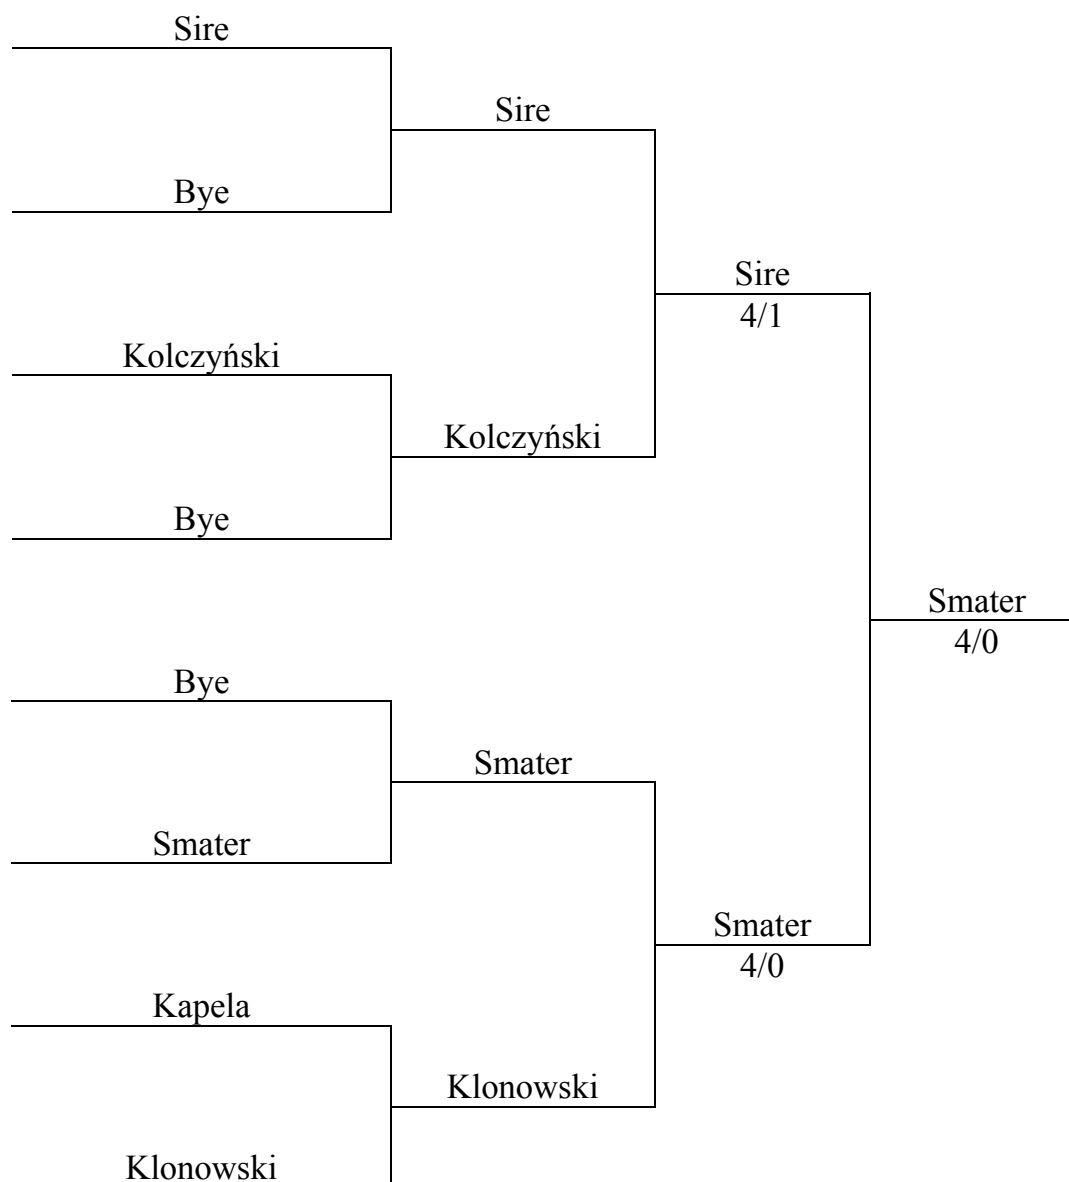 Sire
Sire
Bye
Sire
4/1
Kolczyński
Kolczyński
Bye
Smater
4/0
Bye
Smater
Smater
Smater
4/0
Kapela
Klonowski
Klonowski